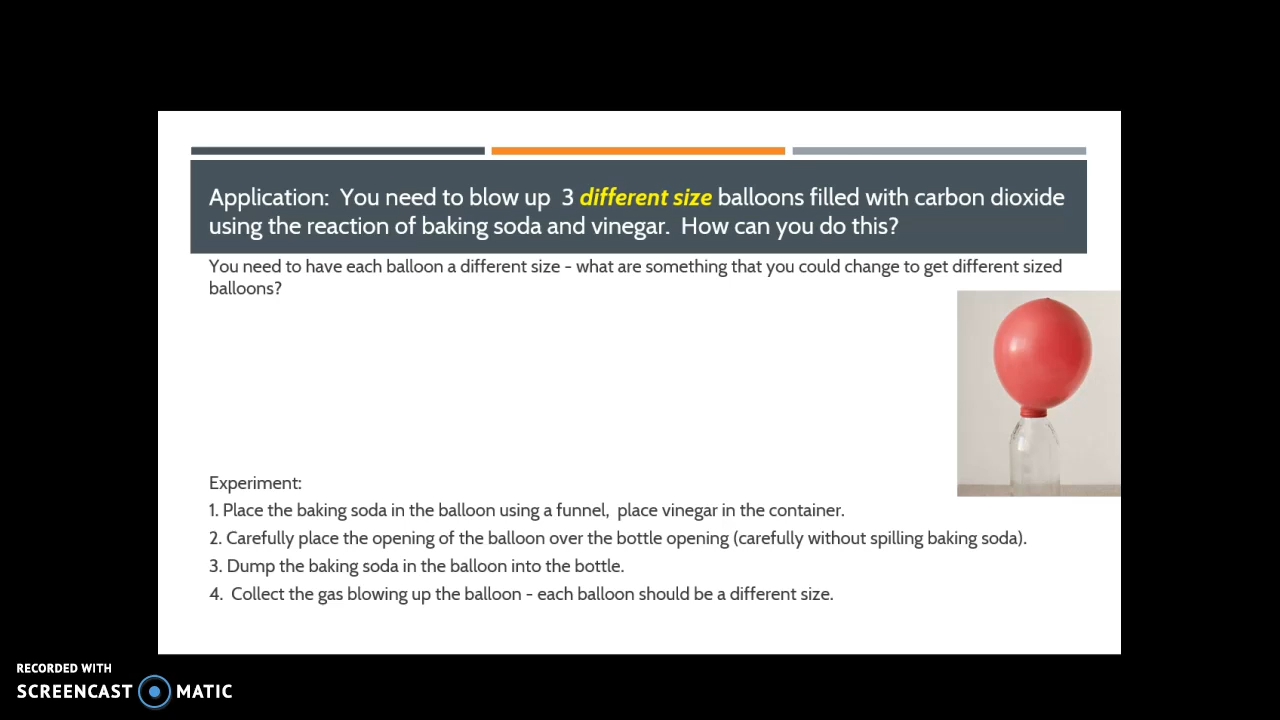 Application:  You need to blow up  3 different size balloons filled with carbon dioxide
using the reaction of baking soda and vinegar.  How can you do this?
You need to have each balloon a different size - what are something that you could change to get different sized
balloons?
Experiment:
1. Place the baking soda in the balloon using a funnel,  place vinegar in the container.
2. Carefully place the opening of the balloon over the bottle opening (carefully without spilling baking soda).
3. Dump the baking soda in the balloon into the bottle.
4.  Collect the gas blowing up the balloon - each balloon should be a different size.
RECORDED WITH
SCREENCAST MATIC